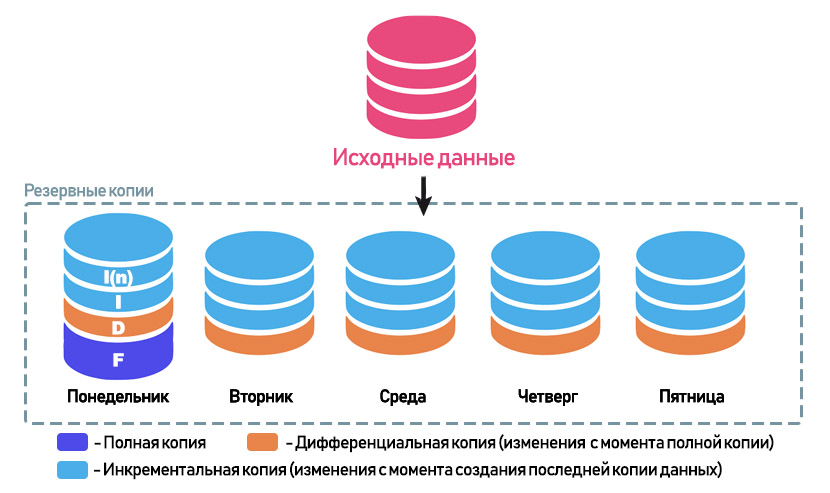 Исходные данные
Резервные копии
I(n)
I
D
F
Понедельник Вторник Среда Четверг Пятница
- Полная копия - Дифференциальная копия (изменения с момента полной копии)
- Инкрементальная копия (изменения с момента создания последней копии данных)